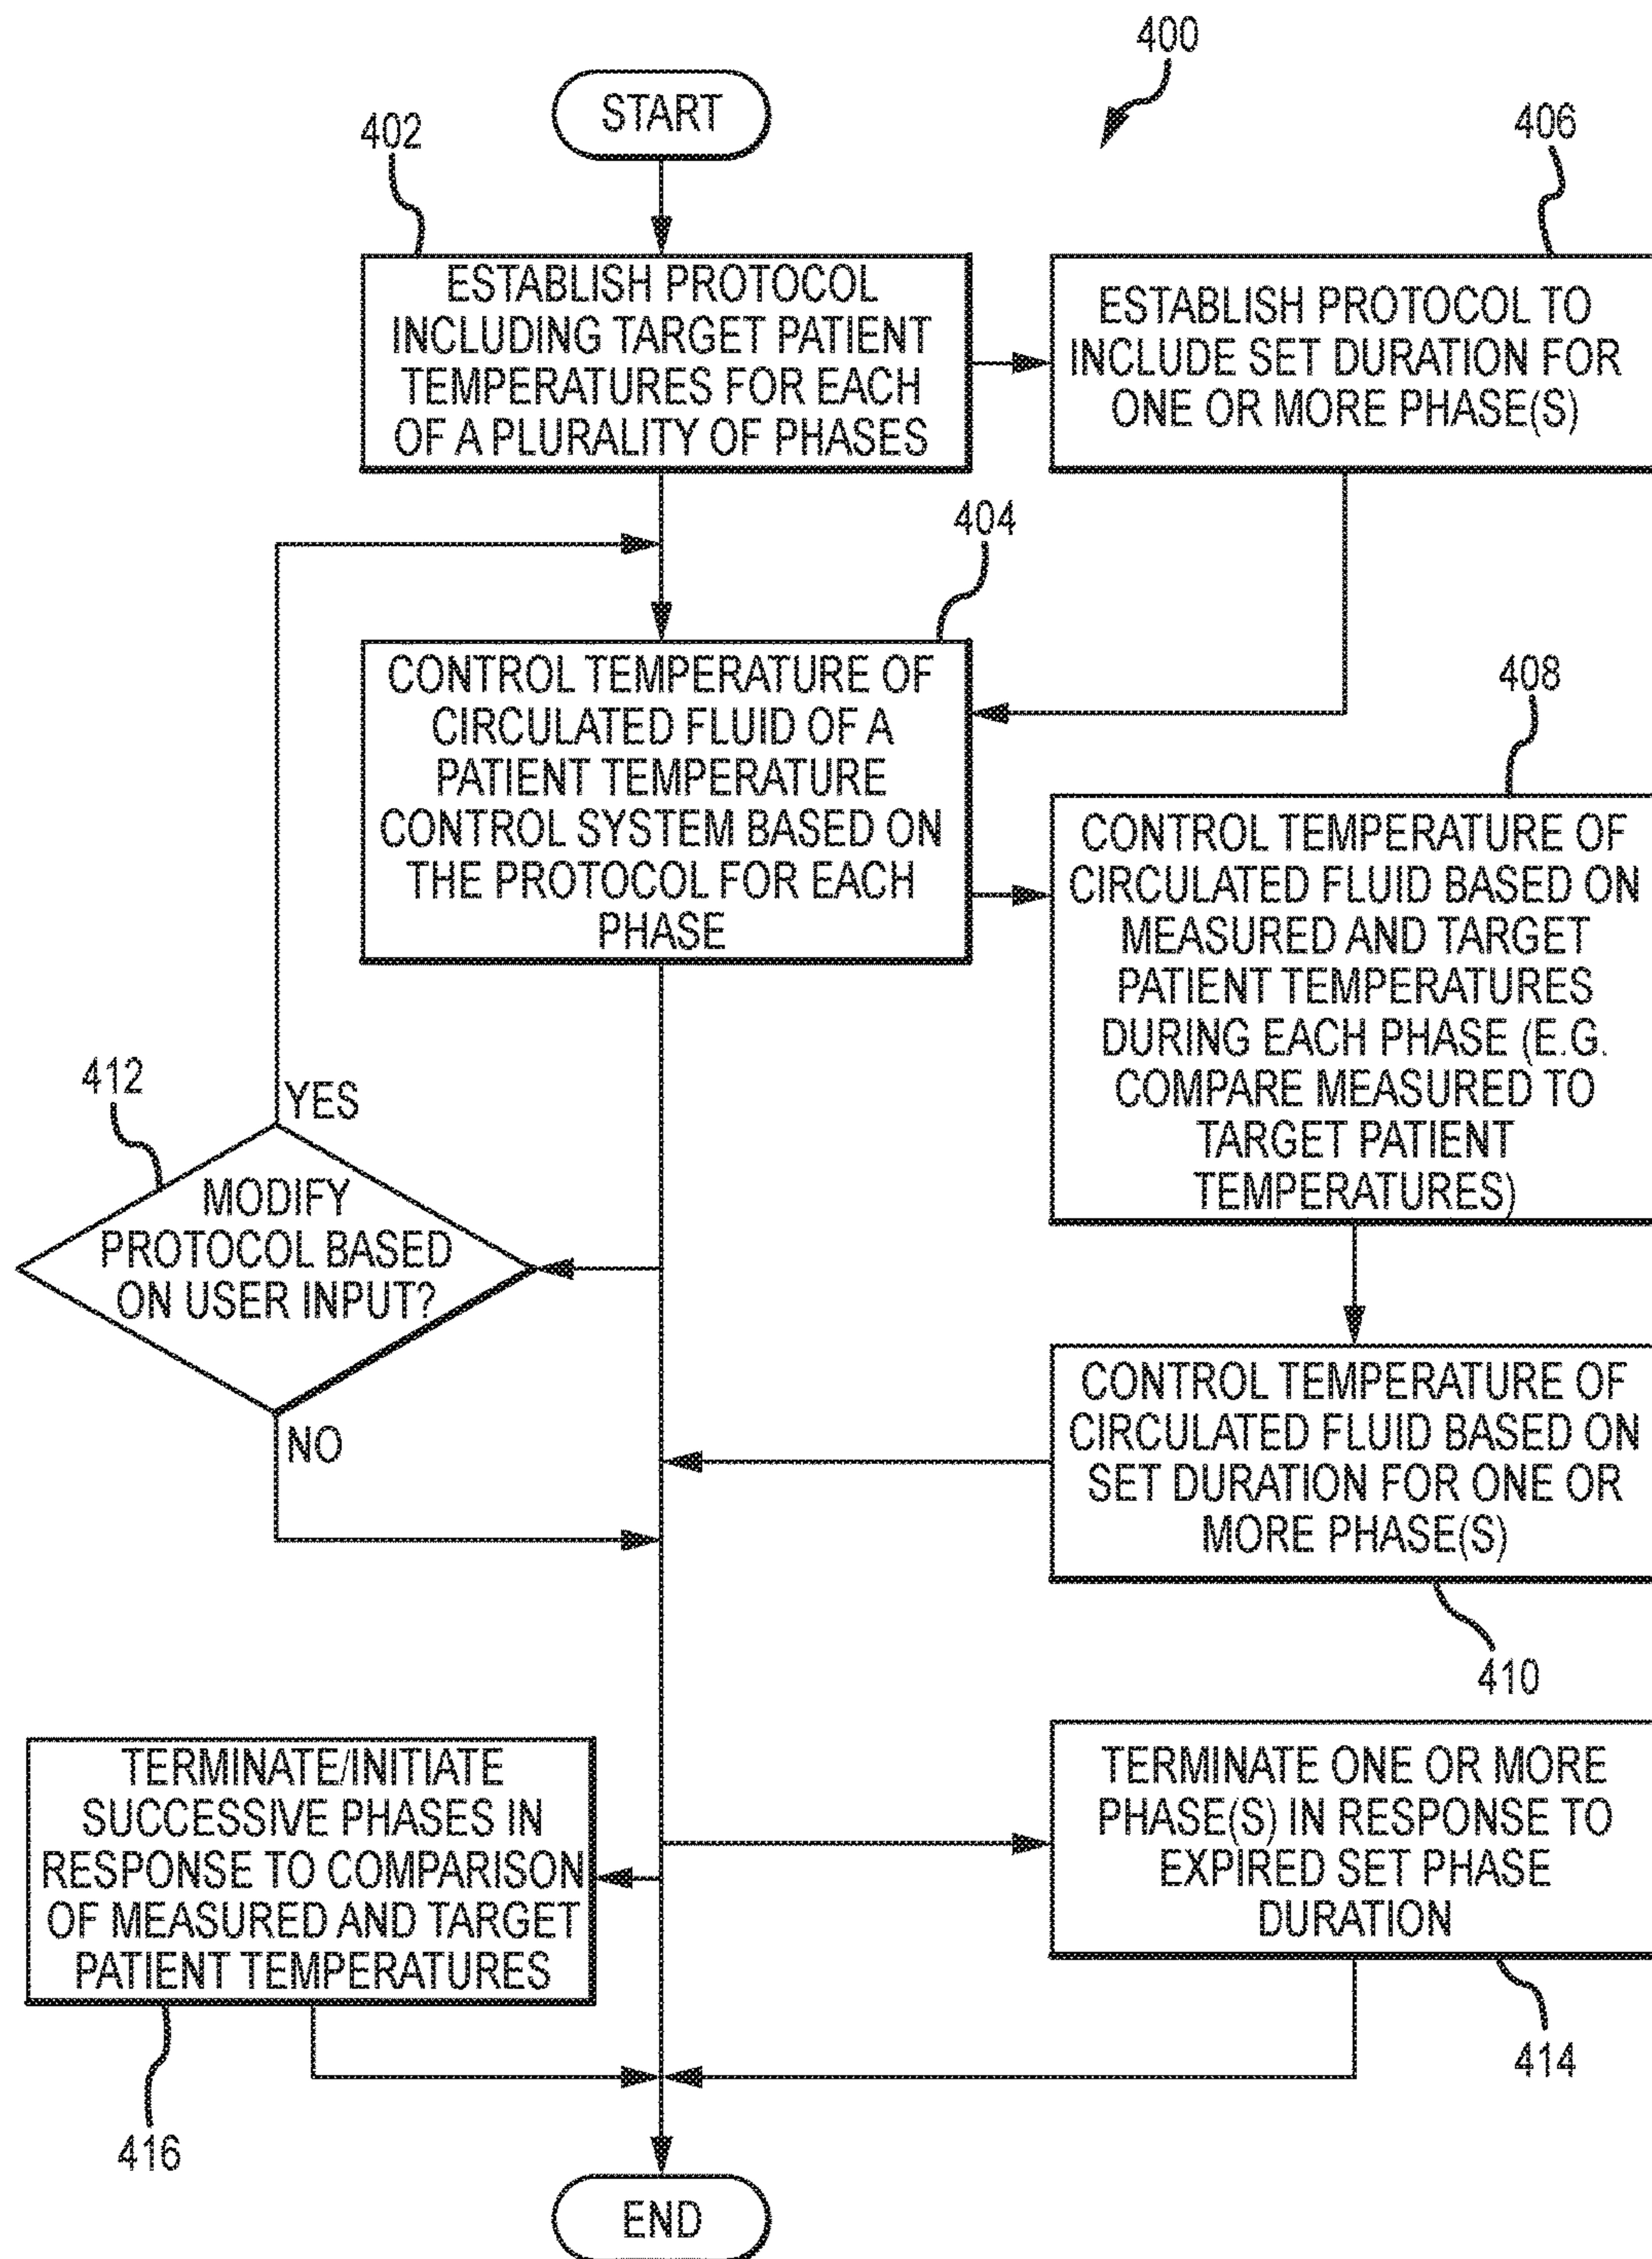 400
START
402
406
ESTABLISH PROTOCOL
INCLUDING TARGET PATIENT
TEMPERATURES FOR EACH
OF A PLURALITY OF PHASES
ESTABLISH PROTOCOL TO
INCLUDE SET DURATION FOR
ONE OR MORE PHASE(S)
404
CONTROL TEMPERATURE OF
CIRCULATED FLUID OF A
PATIENT TEMPERATURE
CONTROL SYSTEM BASED ON
THE PROTOCOL FOR EACH
PHASE
408
CONTROL TEMPERATURE OF
CIRCULATED FLUID BASED ON
MEASURED AND TARGET
PATIENT TEMPERATURES
DURING EACH PHASE (E.G.
COMPARE MEASURED TO
TARGET PATIENT
TEMPERATURES)
412
YES
MODIFY
PROTOCOL BASED
ON USER INPUT?
NO
CONTROL TEMPERATURE OF
CIRCULATED FLUID BASED ON
SET DURATION FOR ONE OR
MORE PHASE(S)
410
TERMINATE/INITIATE
SUCCESSIVE PHASES IN
RESPONSE TO COMPARISON
OF MEASURED AND TARGET
PATIENT TEMPERATURES
416
TERMINATE ONE OR MORE
PHASE(S) IN RESPONSE TO
EXPIRED SET PHASE
DURATION
414
END